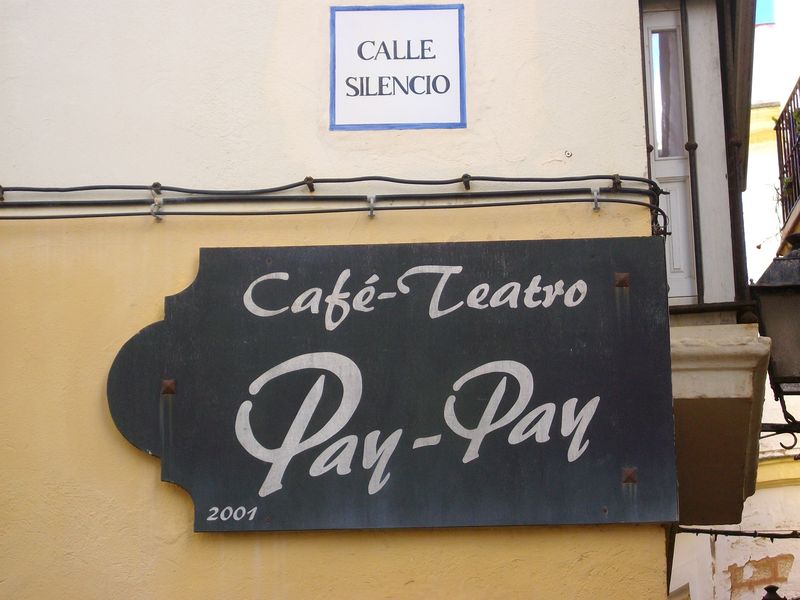 CALLE
SILENCIO
Café-Teatro
Pay-Pay
2001